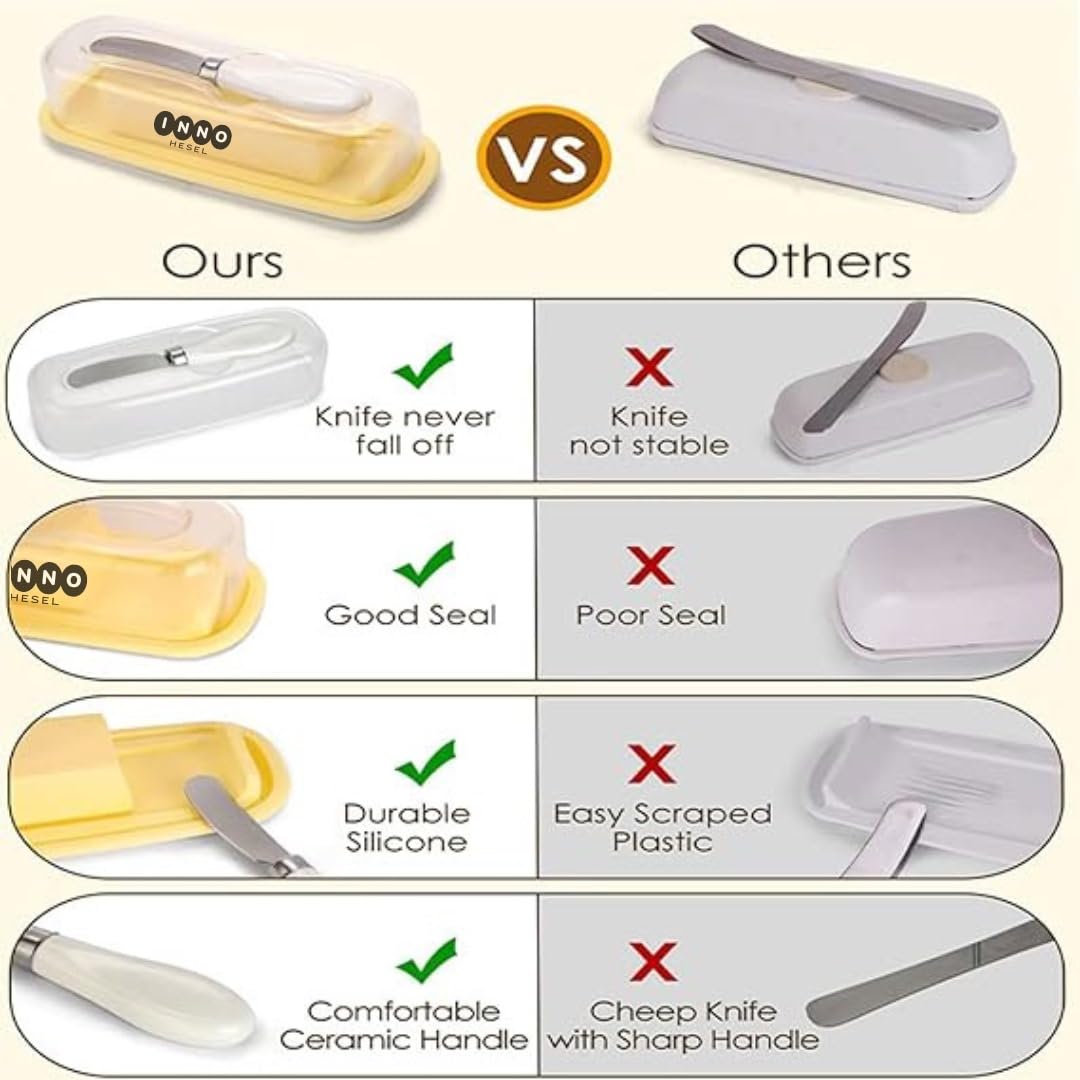 INNO
HESEL
VS
Ours
Others
Knife never
fall off
Knife
not stable
NNO
HESEL
Good Seal
Poor Seal
Durable
Silicone
Easy Scraped
Plastic
Comfortable
Ceramic Handle
Cheep Knife
with Sharp Handle